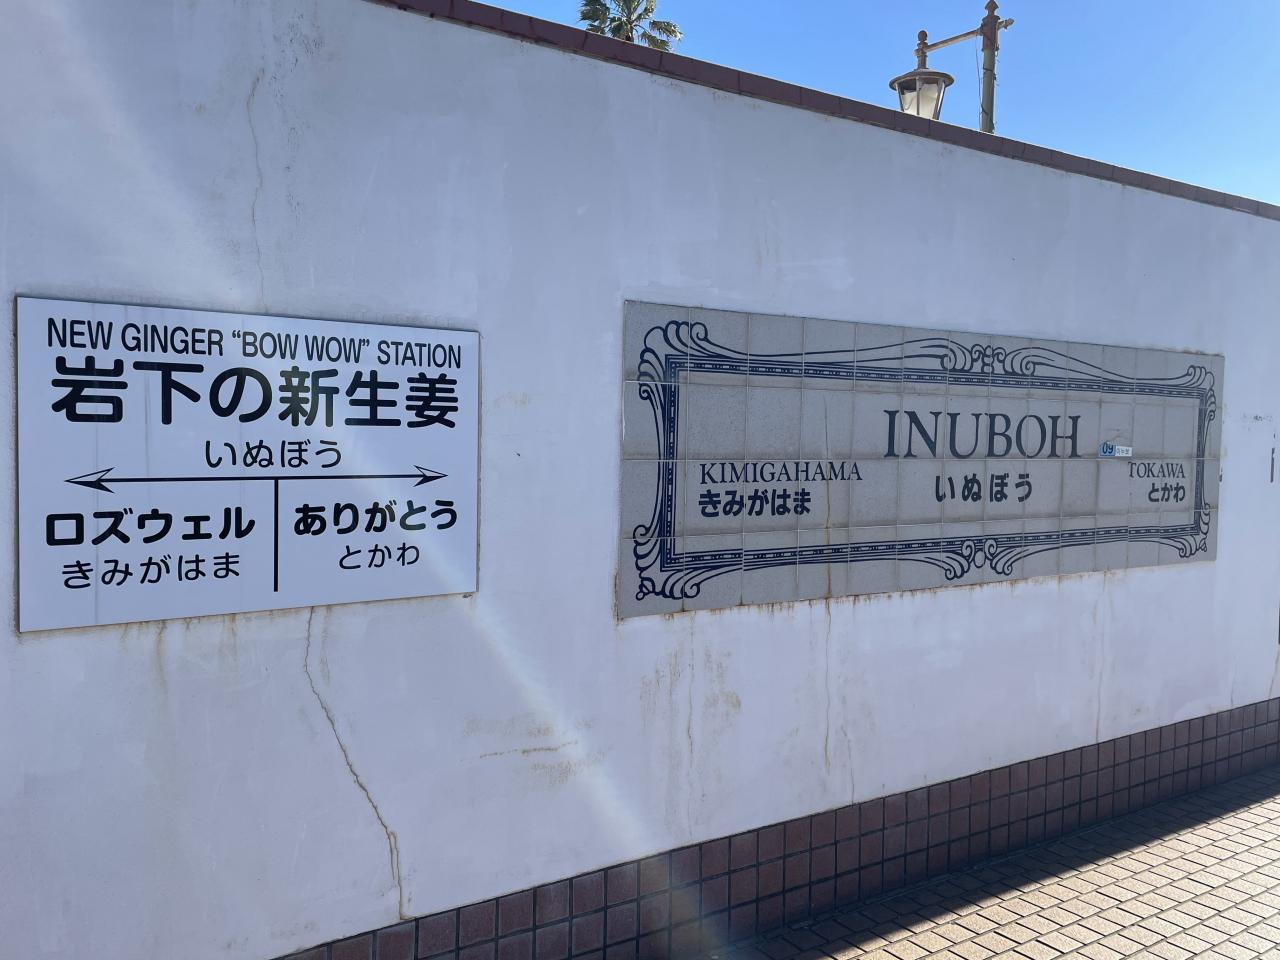 NEW GINGER “BOW WOW” STATION
岩下の新生姜
いぬぼう
ロズウェル
きみがはま
ありがとう
とかわ
INUBOH
いぬぼう
KIMIGAHAMA
きみがはま
TOKAWA
とかわ
09